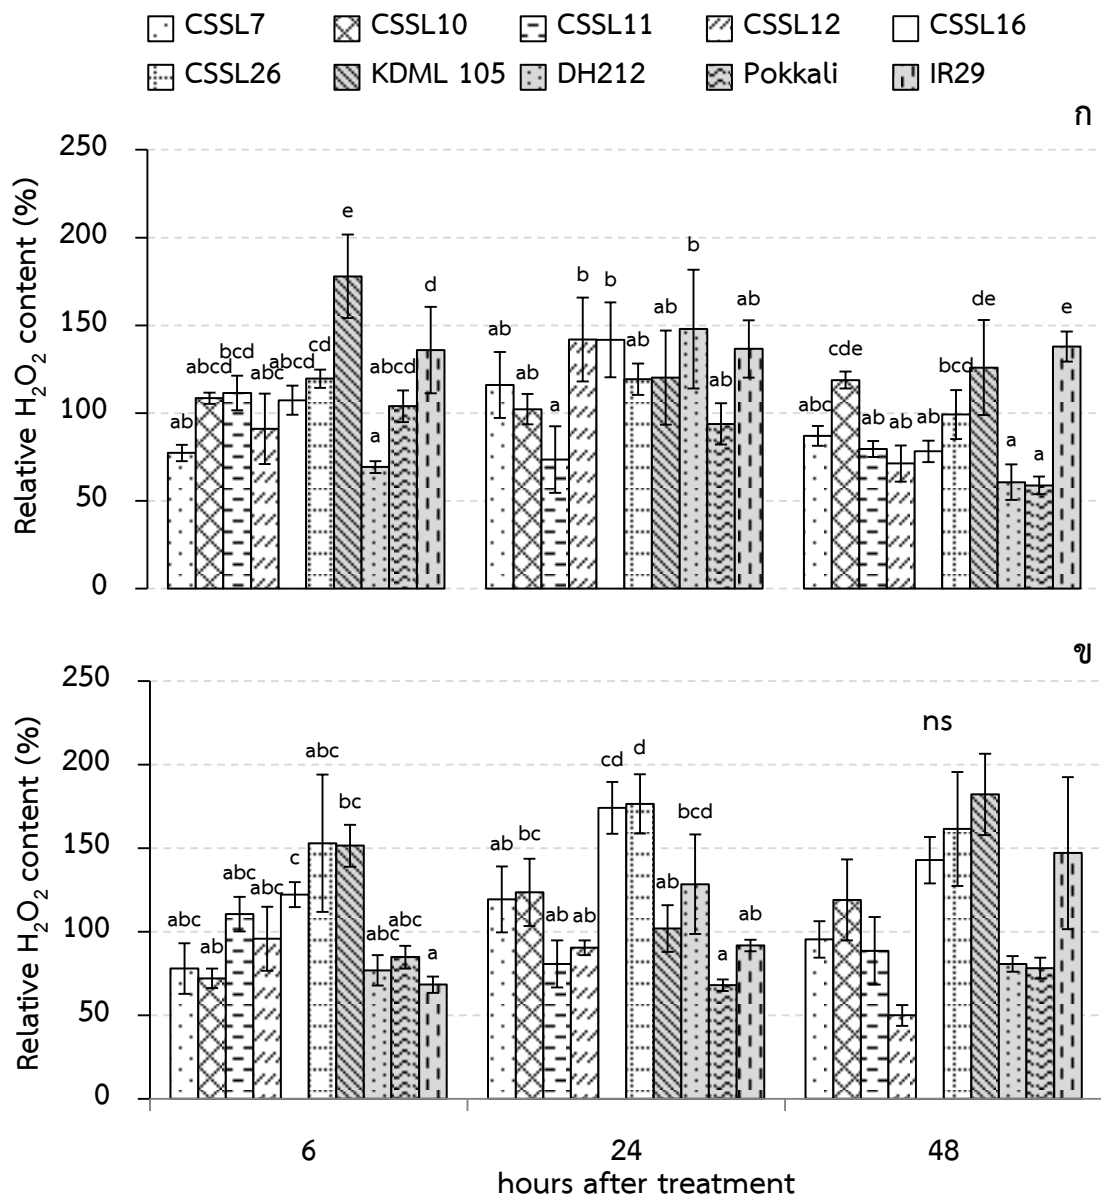 CSSL7 CSSL10 CSSL11 CSSL12 CSSL16
CSSL26 KDML 105 DH212 Pokkali IR29
ก
Relative H₂O₂ content (%)
250
200
150
100
50
0
ab abcd bcd abc abcd cd e a abcd d
ab ab a b b ab ab b ab ab
abc cde ab ab ab bcd de a a e
ข
Relative H₂O₂ content (%)
250
200
150
100
50
0
abc ab abc abc c abc bc abc abc a
ab bc ab ab cd d ab bcd a ab
ns
6 24 48
hours after treatment